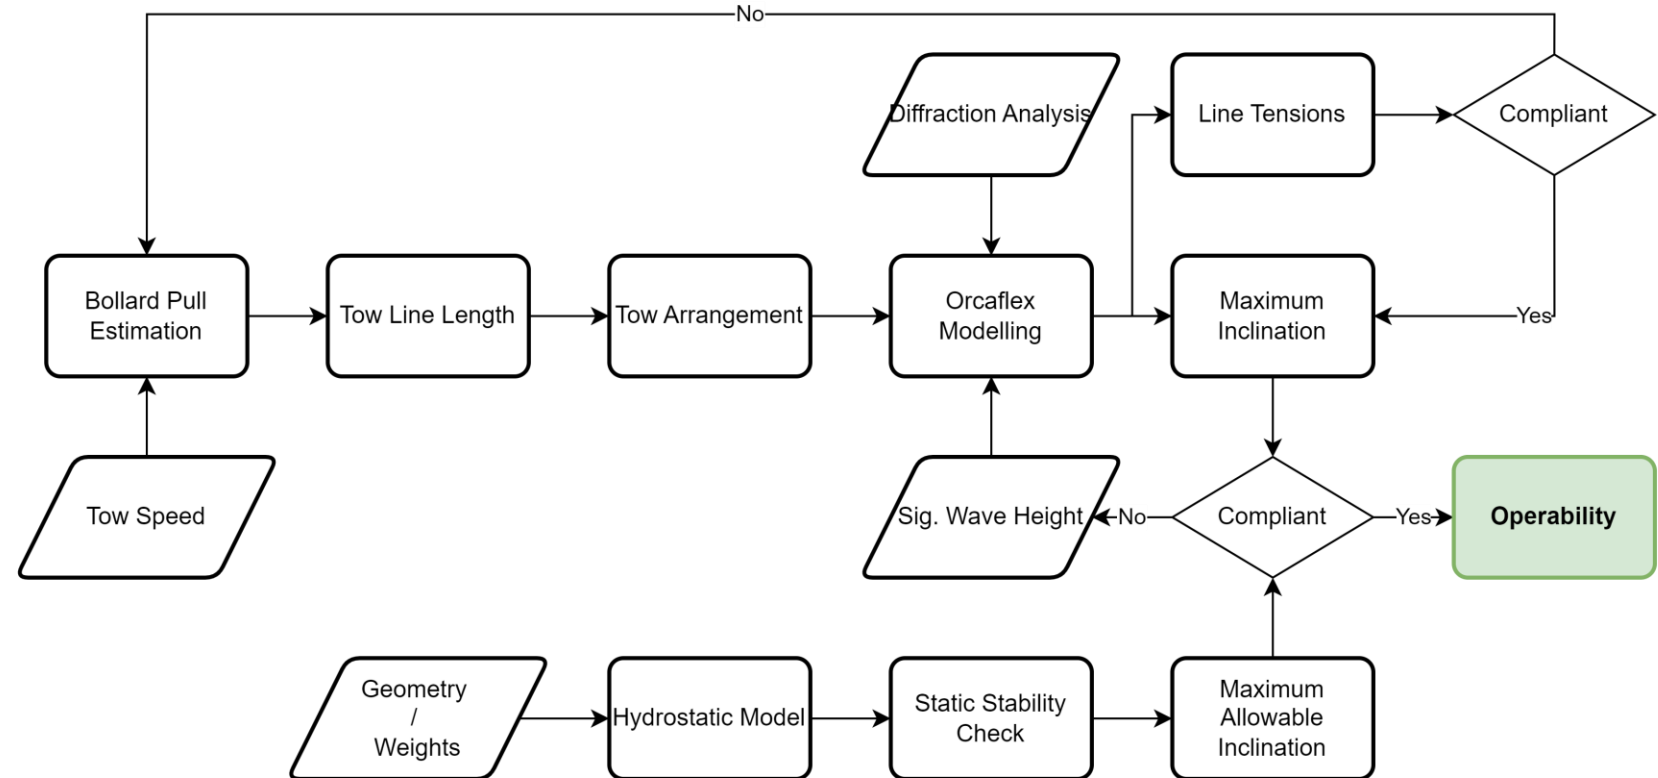 No
Diffraction Analysis
Line Tensions
Compliant
Bollard Pull
Estimation
Tow Line Length
Tow Arrangement
Orcaflex
Modelling
Maximum
Inclination
Yes
Tow Speed
Sig. Wave Height
No
Compliant
Yes
Operability
Geometry
/
Weights
Hydrostatic Model
Static Stability
Check
Maximum
Allowable
Inclination